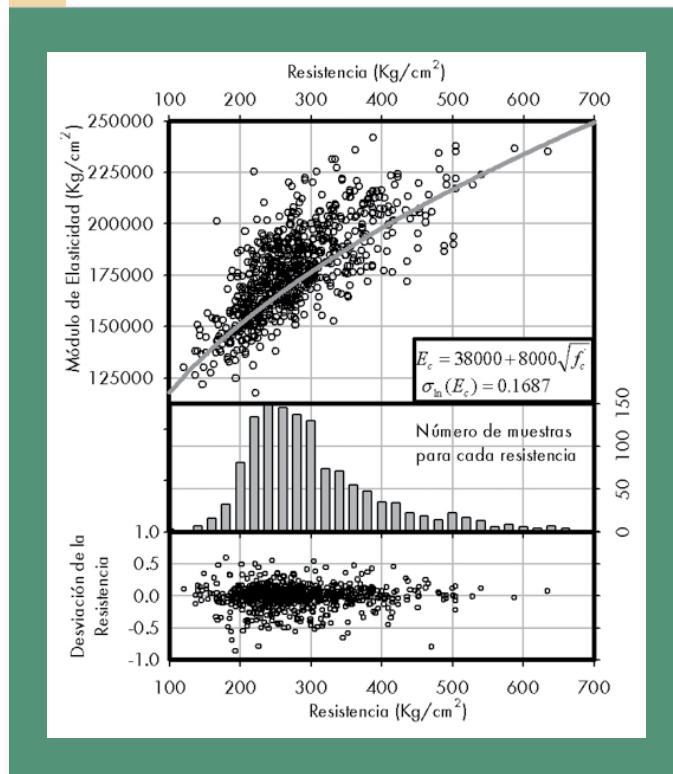 Resistencia (Kg/cm²)
100 200 300 400 500 600 700
Módulo de Elasticidad (Kg/cm²)
250000
225000
200000
175000
150000
125000
E_c = 38000 + 8000√f'_c
σ_ln(E_c) = 0.1687
Número de muestras
para cada resistencia
150
100
50
0
Desviación de la
Resistencia
1.0
0.5
0.0
-0.5
-1.0
100 200 300 400 500 600 700
Resistencia (Kg/cm²)